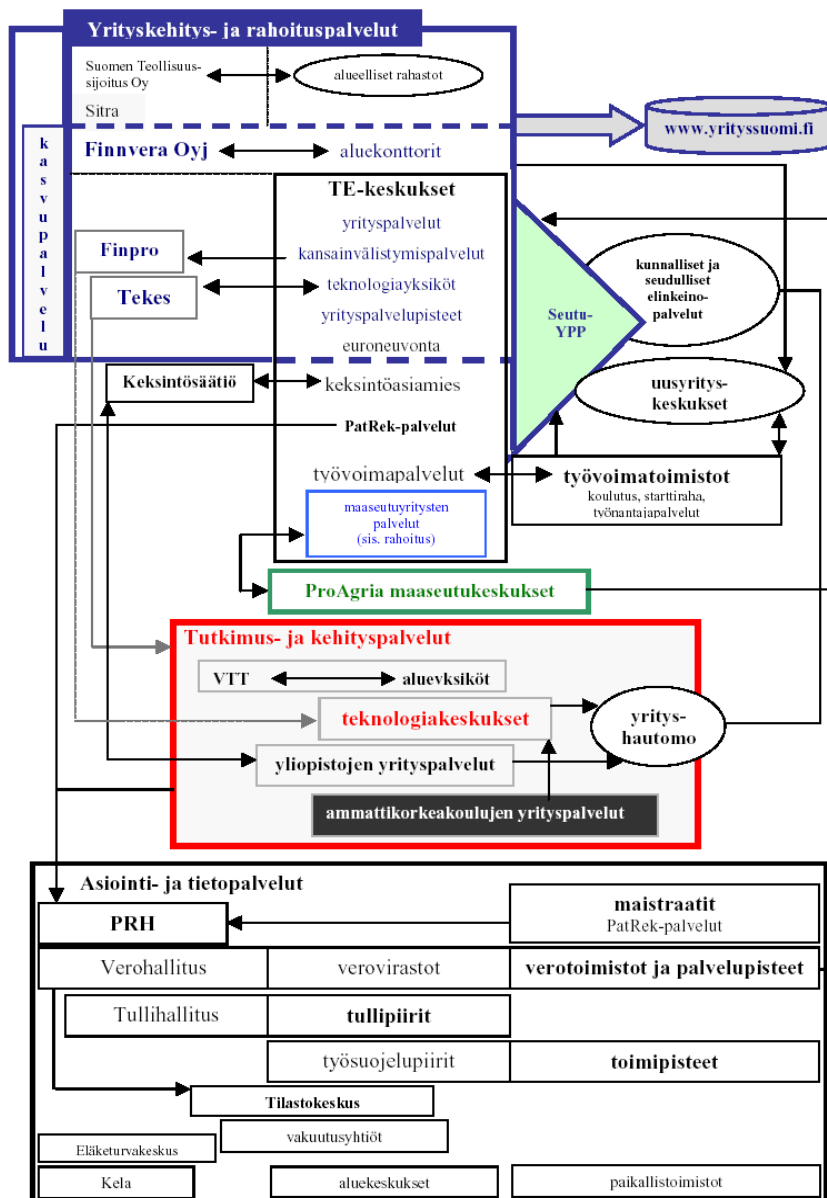 Yrityskehitys- ja rahoituspalvelut
Suomen Teollisuus-
sijoitus Oy
alueelliset rahastot
Sitra
www.yrityssuomi.fi
kasvupalvelu
Finnvera Oyj
aluekonttorit
TE-keskukset
yrityspalvelut
Finpro
kansainvälistymispalvelut
Tekes
teknologiayksiköt
yrityspalvelupisteet
euroneuvonta
Seutu-
YPP
kunnalliset ja
seudulliset
elinkeino-
palvelut
Keksintösäätiö
keksintöasiamies
uusyritys-
keskukset
PatRek-palvelut
työvoimapalvelut
työvoimatoimistot
koulutus, starttiraha,
työnantajapalvelut
maaseutuyritysten
palvelut
(sis. rahoitus)
ProAgria maaseutukeskukset
Tutkimus- ja kehityspalvelut
VTT
aluevksiköt
teknologiakeskukset
yritys-
hautomo
yliopistojen yrityspalvelut
ammattikorkeakoulujen yrityspalvelut
Asiointi- ja tietopalvelut
PRH
maistraatit
PatRek-palvelut
Verohallitus
verovirastot
verotoimistot ja palvelupisteet
Tullihallitus
tullipiirit
työsuojelupiirit
toimipisteet
Tilastokeskus
vakuutusyhtiöt
Eläketurvakeskus
Kela
aluekeskukset
paikallistoimistot